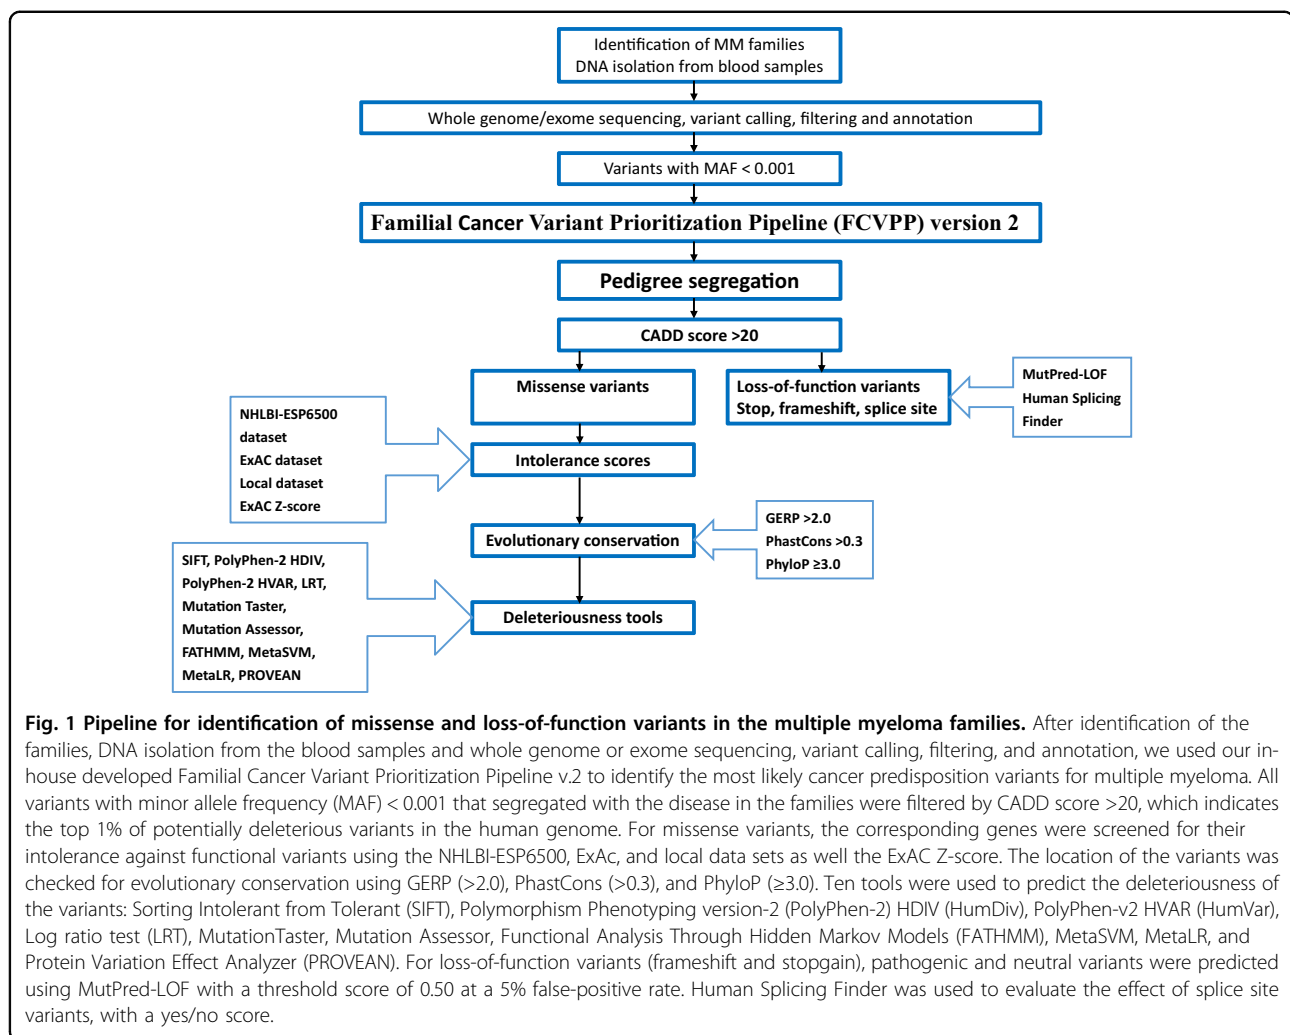 Identification of MM families
DNA isolation from blood samples
Whole genome/exome sequencing, variant calling, filtering and annotation
Variants with MAF < 0.001
Familial Cancer Variant Prioritization Pipeline (FCVPP) version 2
Pedigree segregation
CADD score >20
Missense variants
Loss-of-function variants
Stop, frameshift, splice site
MutPred-LOF
Human Splicing
Finder
NHLBI-ESP6500
dataset
ExAC dataset
Local dataset
ExAC Z-score
Intolerance scores
GERP >2.0
PhastCons >0.3
PhyloP ≥3.0
Evolutionary conservation
SIFT, PolyPhen-2 HDIV,
PolyPhen-2 HVAR, LRT,
Mutation Taster,
Mutation Assessor,
FATHMM, MetaSVM,
MetaLR, PROVEAN
Deleteriousness tools
Fig. 1 Pipeline for identification of missense and loss-of-function variants in the multiple myeloma families. After identification of the
families, DNA isolation from the blood samples and whole genome or exome sequencing, variant calling, filtering, and annotation, we used our in-
house developed Familial Cancer Variant Prioritization Pipeline v.2 to identify the most likely cancer predisposition variants for multiple myeloma. All
variants with minor allele frequency (MAF) < 0.001 that segregated with the disease in the families were filtered by CADD score >20, which indicates
the top 1% of potentially deleterious variants in the human genome. For missense variants, the corresponding genes were screened for their
intolerance against functional variants using the NHLBI-ESP6500, ExAc, and local data sets as well the ExAC Z-score. The location of the variants was
checked for evolutionary conservation using GERP (>2.0), PhastCons (>0.3), and PhyloP (≥3.0). Ten tools were used to predict the deleteriousness of
the variants: Sorting Intolerant from Tolerant (SIFT), Polymorphism Phenotyping version-2 (PolyPhen-2) HDIV (HumDiv), PolyPhen-v2 HVAR (HumVar),
Log ratio test (LRT), MutationTaster, Mutation Assessor, Functional Analysis Through Hidden Markov Models (FATHMM), MetaSVM, MetaLR, and
Protein Variation Effect Analyzer (PROVEAN). For loss-of-function variants (frameshift and stopgain), pathogenic and neutral variants were predicted
using MutPred-LOF with a threshold score of 0.50 at a 5% false-positive rate. Human Splicing Finder was used to evaluate the effect of splice site
variants, with a yes/no score.